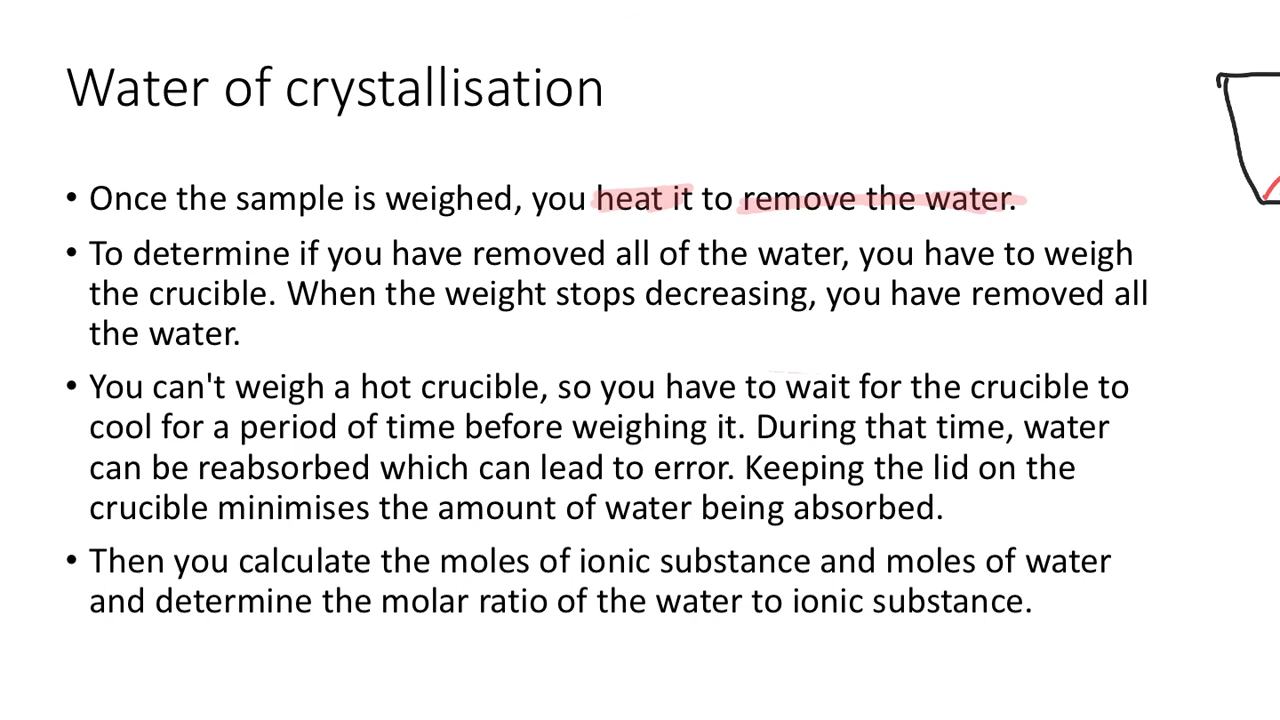 Water of crystallisation
• Once the sample is weighed, you heat it to remove the water.
• To determine if you have removed all of the water, you have to weigh
the crucible. When the weight stops decreasing, you have removed all
the water.
• You can't weigh a hot crucible, so you have to wait for the crucible to
cool for a period of time before weighing it. During that time, water
can be reabsorbed which can lead to error. Keeping the lid on the
crucible minimises the amount of water being absorbed.
• Then you calculate the moles of ionic substance and moles of water
and determine the molar ratio of the water to ionic substance.